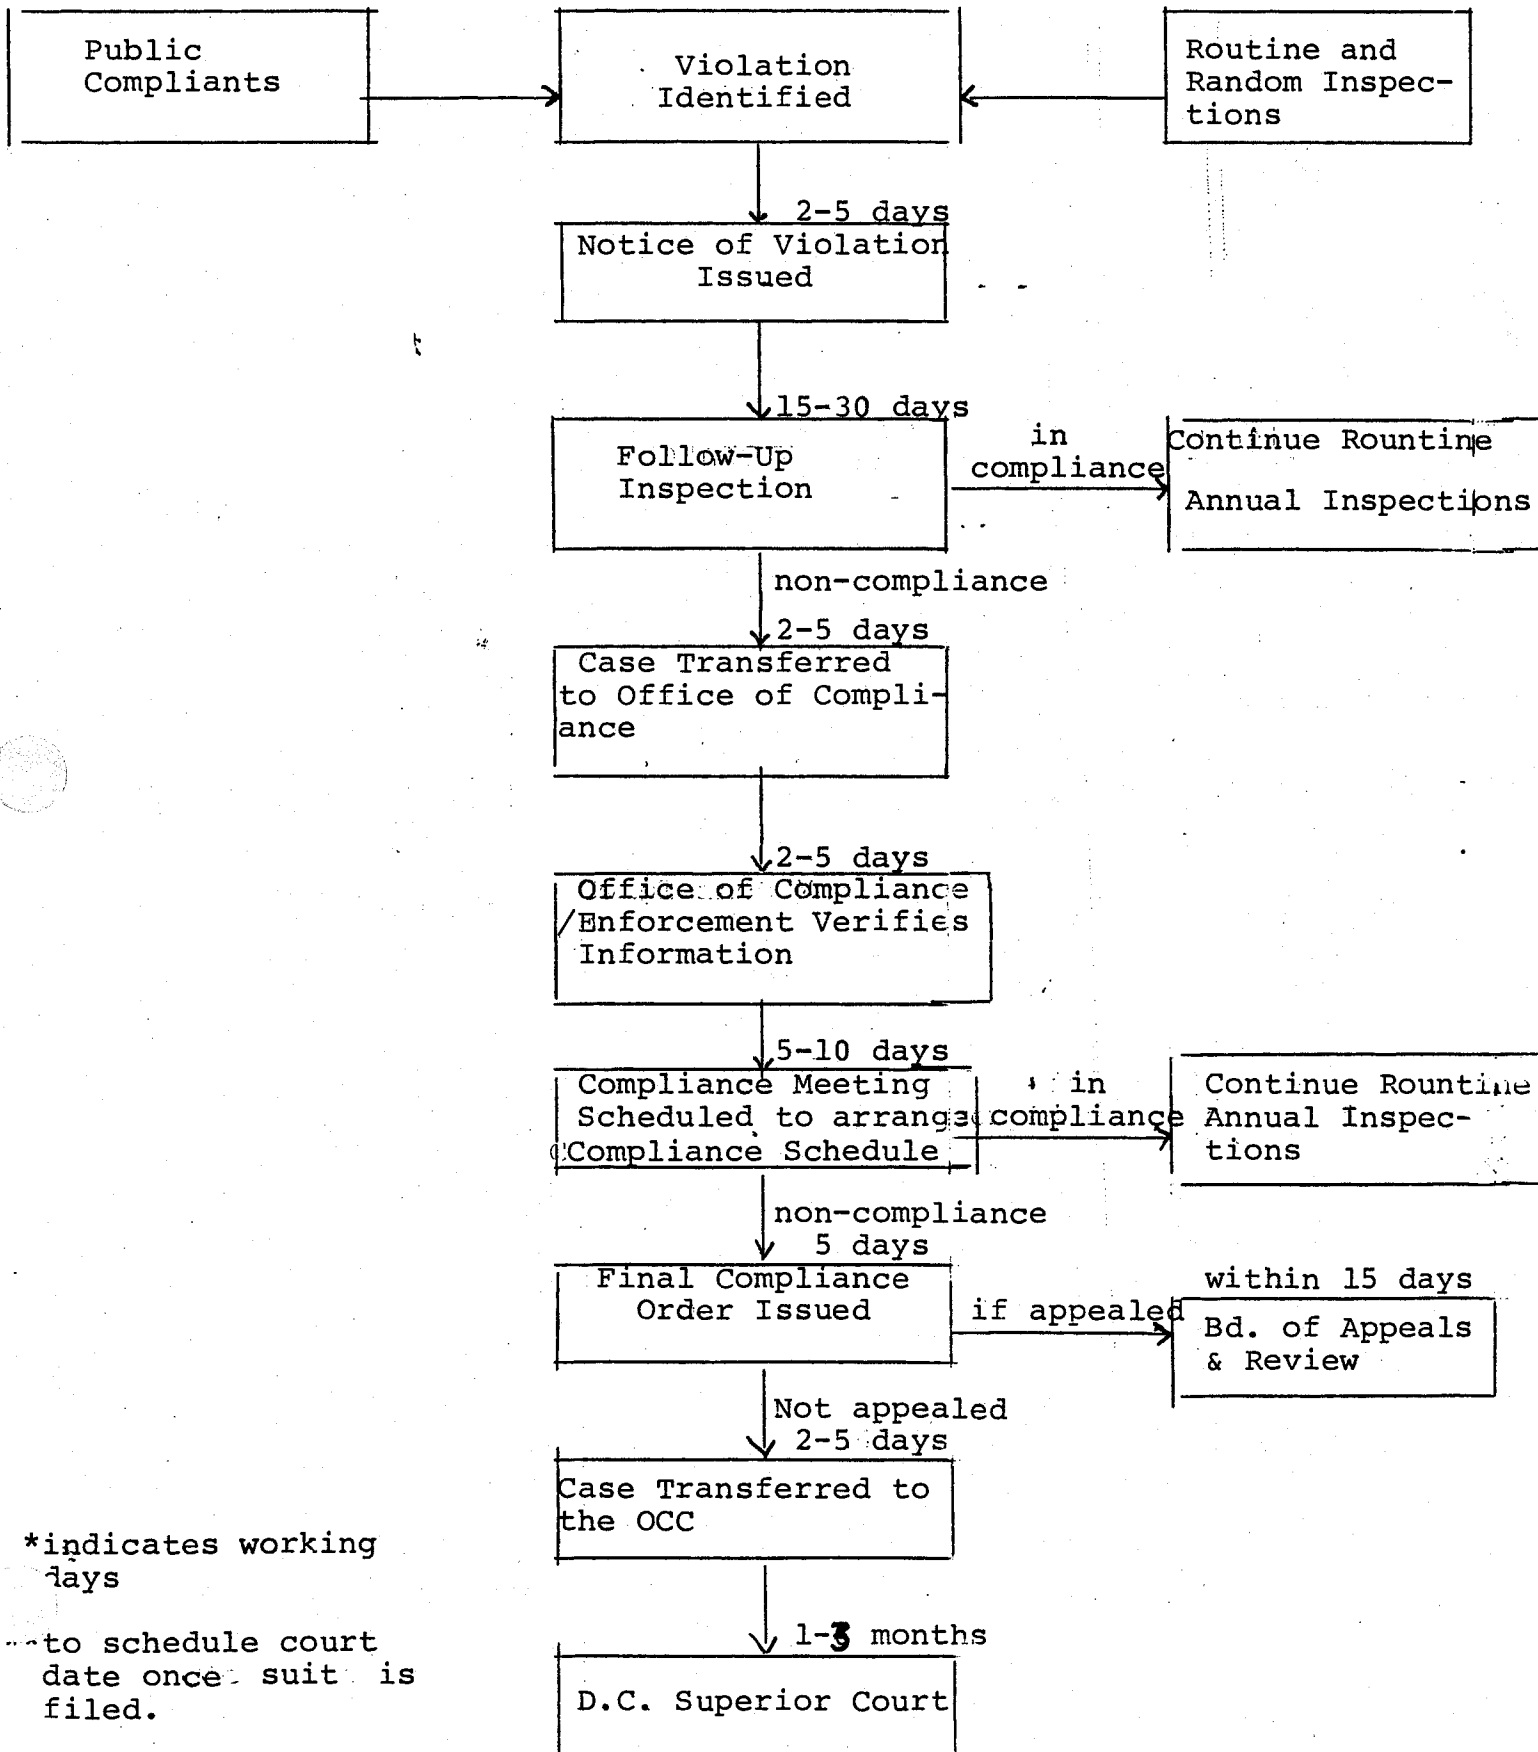 Public
Compliants
Violation
Identified
Routine and
Random Inspec-
tions
2-5 days
Notice of Violation
Issued
15-30 days
Follow-Up
Inspection
in
compliance
Continue Rountine
Annual Inspections
non-compliance
2-5 days
Case Transferred
to Office of Compli-
ance
2-5 days
Office of Compliance
/Enforcement Verifies
Information
5-10 days
Compliance Meeting
Scheduled to arrange
Compliance Schedule
in
compliance
Continue Rountine
Annual Inspec-
tions
non-compliance
5 days
Final Compliance
Order Issued
if appealed
within 15 days
Bd. of Appeals
& Review
Not appealed
2-5 days
Case Transferred to
the OCC
*indicates working
days
to schedule court
date once suit is
filed.
1-3 months
D.C. Superior Court